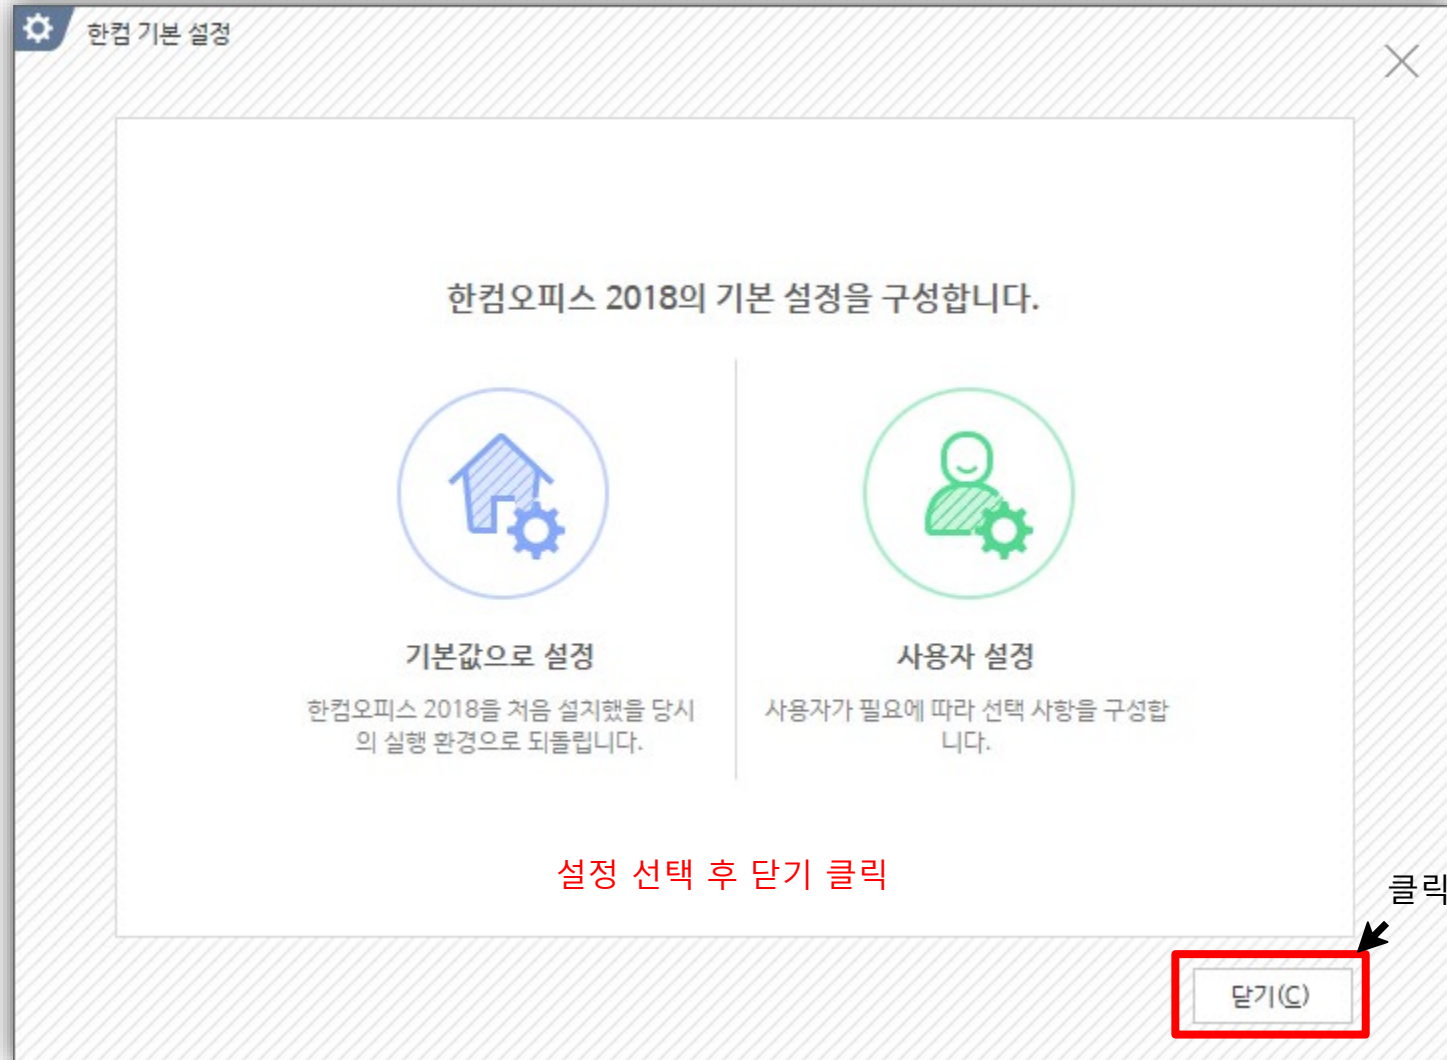 한컴 기본 설정
한컴오피스 2018의 기본 설정을 구성합니다.
기본값으로 설정
한컴오피스 2018을 처음 설치했을 당시
의 실행 환경으로 되돌립니다.
사용자 설정
사용자가 필요에 따라 선택 사항을 구성합
니다.
설정 선택 후 닫기 클릭
클릭
닫기(C)